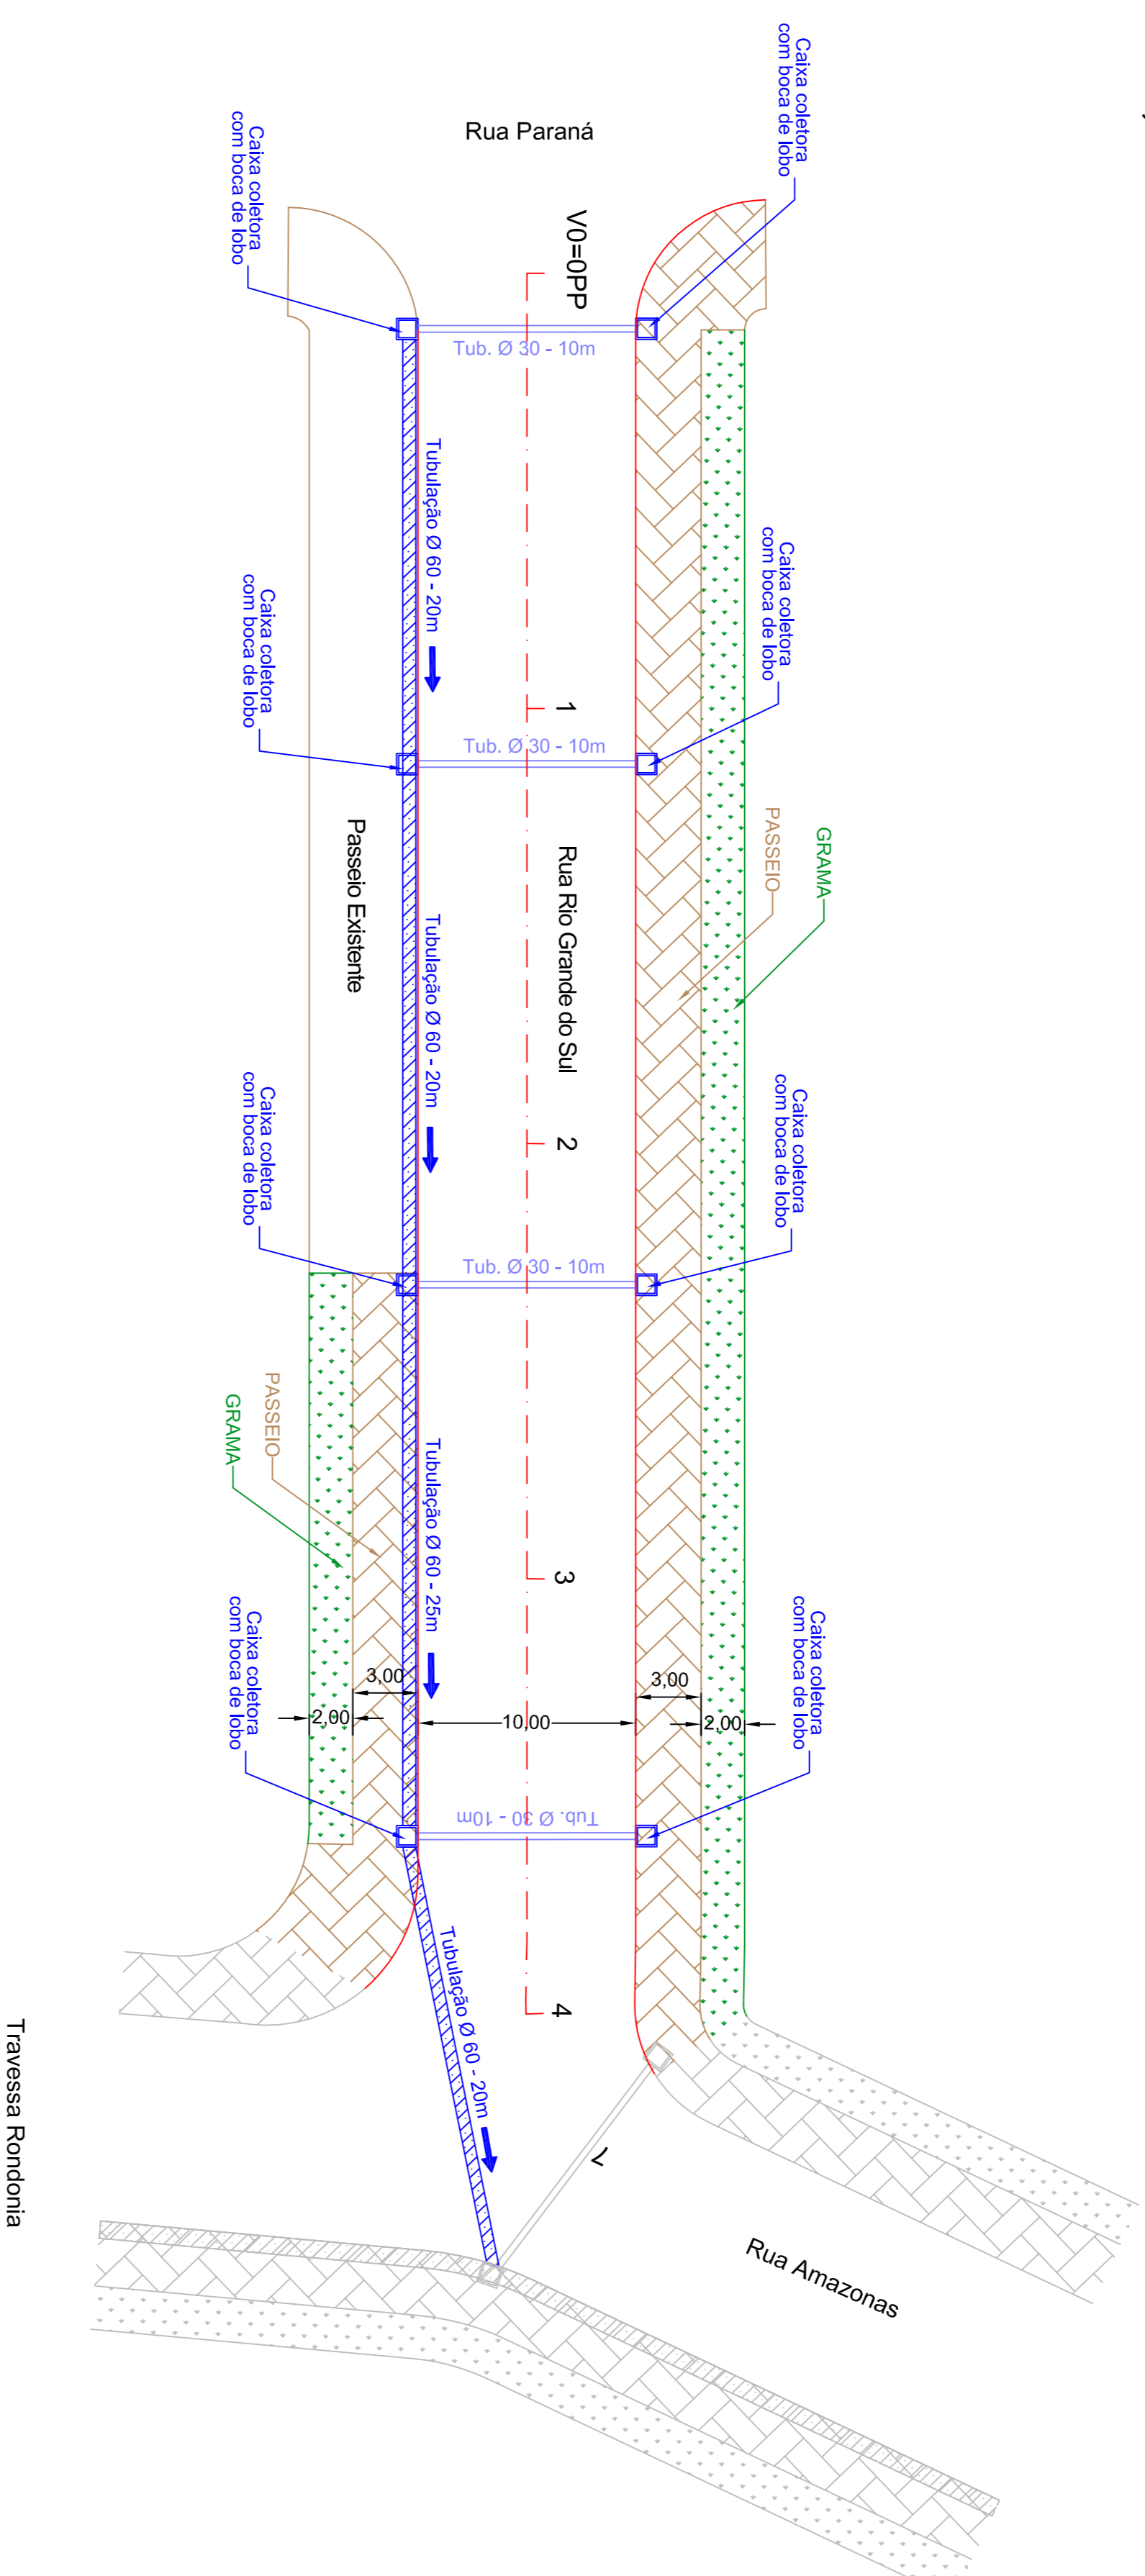 Rua Paraná
Caixa coletora
com boca de lobo
Caixa coletora
com boca de lobo
V0=0PP
Tub. Ø 30 - 10m
Tubulação Ø 60 - 20m
Caixa coletora
com boca de lobo
Caixa coletora
com boca de lobo
1
Tub. Ø 30 - 10m
GRAMA
PASSEIO
Rua Rio Grande do Sul
Passeio Existente
Tubulação Ø 60 - 20m
2
Caixa coletora
com boca de lobo
Caixa coletora
com boca de lobo
Tub. Ø 30 - 10m
PASSEIO
GRAMA
Tubulação Ø 60 - 25m
3
Caixa coletora
com boca de lobo
Caixa coletora
com boca de lobo
3,00
2,00
10,00
3,00
2,00
Tub. Ø 30 - 10m
Tubulação Ø 60 - 20m
4
7
Rua Amazonas
Travessa Rondonia